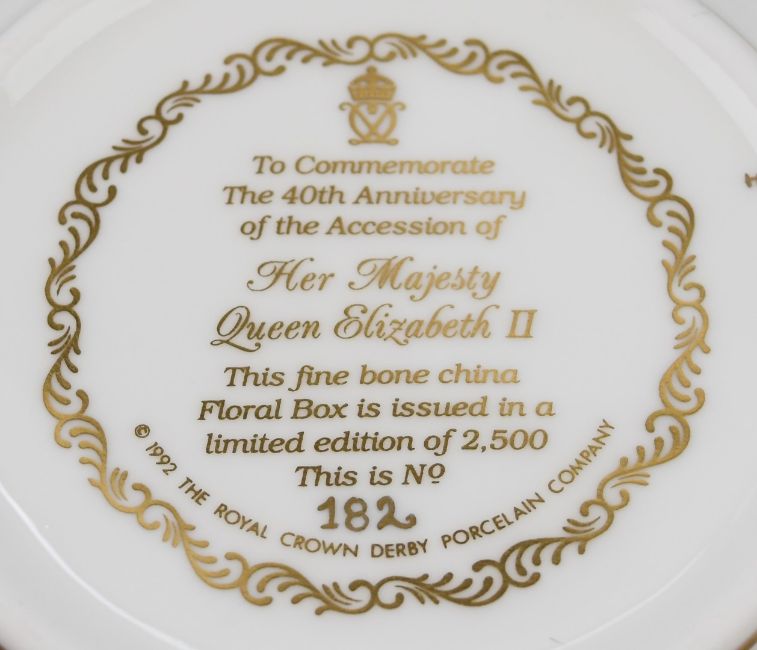 To Commemorate
The 40th Anniversary
of the Accession of
Her Majesty
Queen Elizabeth II
This fine bone china
Floral Box is issued in a
limited edition of 2,500
This is Nº
182
© 1992 THE ROYAL CROWN DERBY PORCELAIN COMPANY